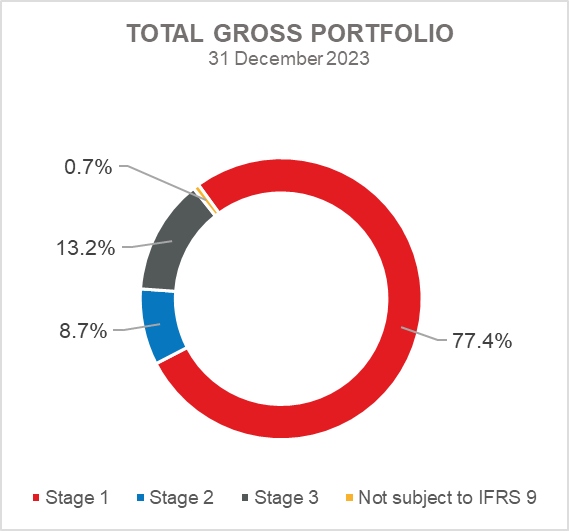 TOTAL GROSS PORTFOLIO
31 December 2023
0.7%
13.2%
8.7%
77.4%
Stage 1 Stage 2 Stage 3 Not subject to IFRS 9